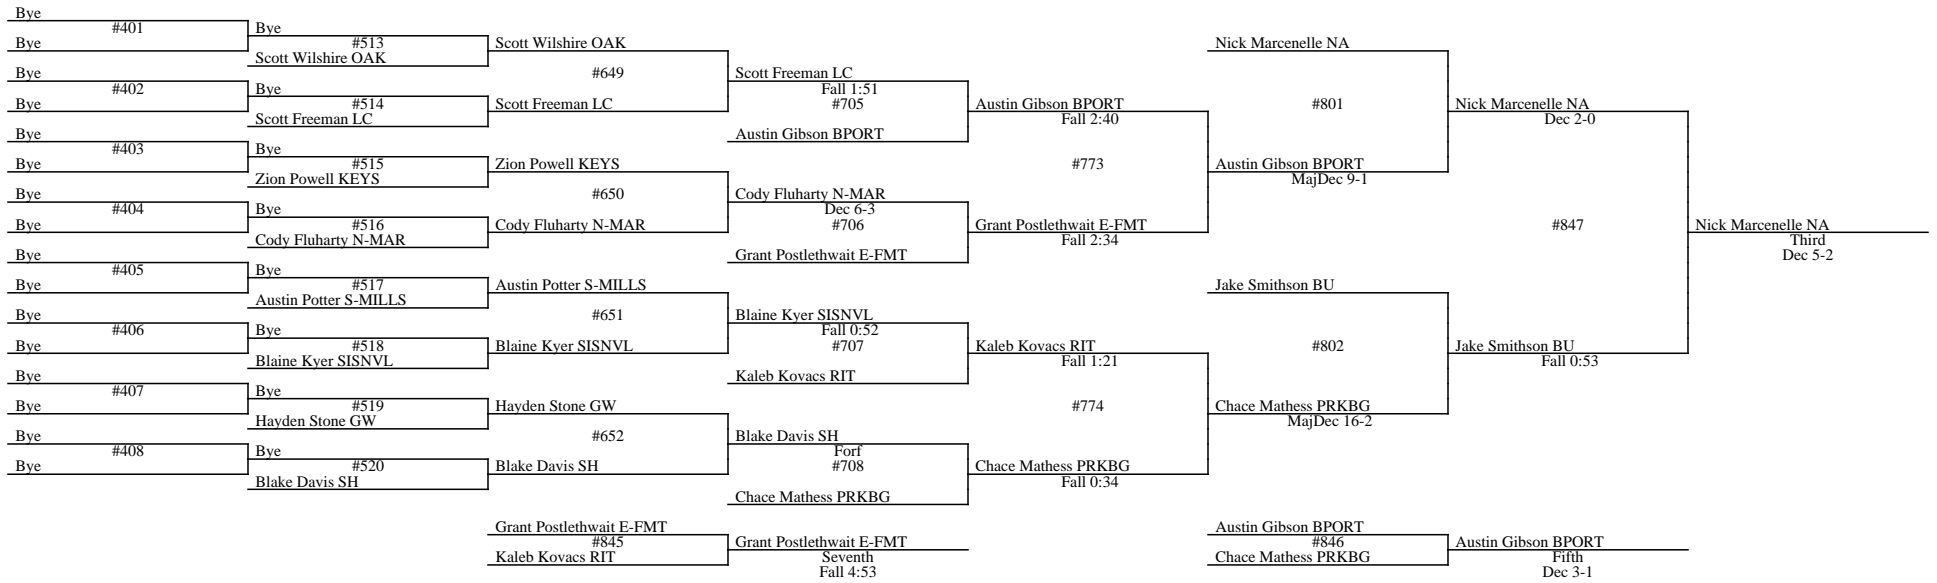 Bye
#401
Bye
Bye
#402
Bye
Bye
#403
Bye
Bye
#404
Bye
Bye
#405
Bye
Bye
#406
Bye
Bye
#407
Bye
Bye
#408
Bye
Bye
#513
Scott Wilshire OAK
Bye
#514
Scott Freeman LC
Bye
#515
Zion Powell KEYS
Bye
#516
Cody Fluharty N-MAR
Bye
#517
Austin Potter S-MILLS
Bye
#518
Blaine Kyer SISNVL
Bye
#519
Hayden Stone GW
Bye
#520
Blake Davis SH
Scott Wilshire OAK
#649
Scott Freeman LC
Zion Powell KEYS
#650
Cody Fluharty N-MAR
Austin Potter S-MILLS
#651
Blaine Kyer SISNVL
Hayden Stone GW
#652
Blake Davis SH
Scott Freeman LC
Fall 1:51
#705
Austin Gibson BPORT
Cody Fluharty N-MAR
Dec 6-3
#706
Grant Postlethwait E-FMT
Blaine Kyer SISNVL
Fall 0:52
#707
Kaleb Kovacs RIT
Blake Davis SH
Forf
#708
Chace Mathess PRKBG
Austin Gibson BPORT
Fall 2:40
#773
Grant Postlethwait E-FMT
Fall 2:34
Kaleb Kovacs RIT
Fall 1:21
#774
Chace Mathess PRKBG
Fall 0:34
Nick Marcenelle NA
#801
Austin Gibson BPORT
MajDec 9-1
Jake Smithson BU
#802
Chace Mathess PRKBG
MajDec 16-2
Nick Marcenelle NA
Dec 2-0
#847
Jake Smithson BU
Fall 0:53
Nick Marcenelle NA
Third
Dec 5-2
Grant Postlethwait E-FMT
#845
Kaleb Kovacs RIT
Grant Postlethwait E-FMT
Seventh
Fall 4:53
Austin Gibson BPORT
#846
Chace Mathess PRKBG
Austin Gibson BPORT
Fifth
Dec 3-1